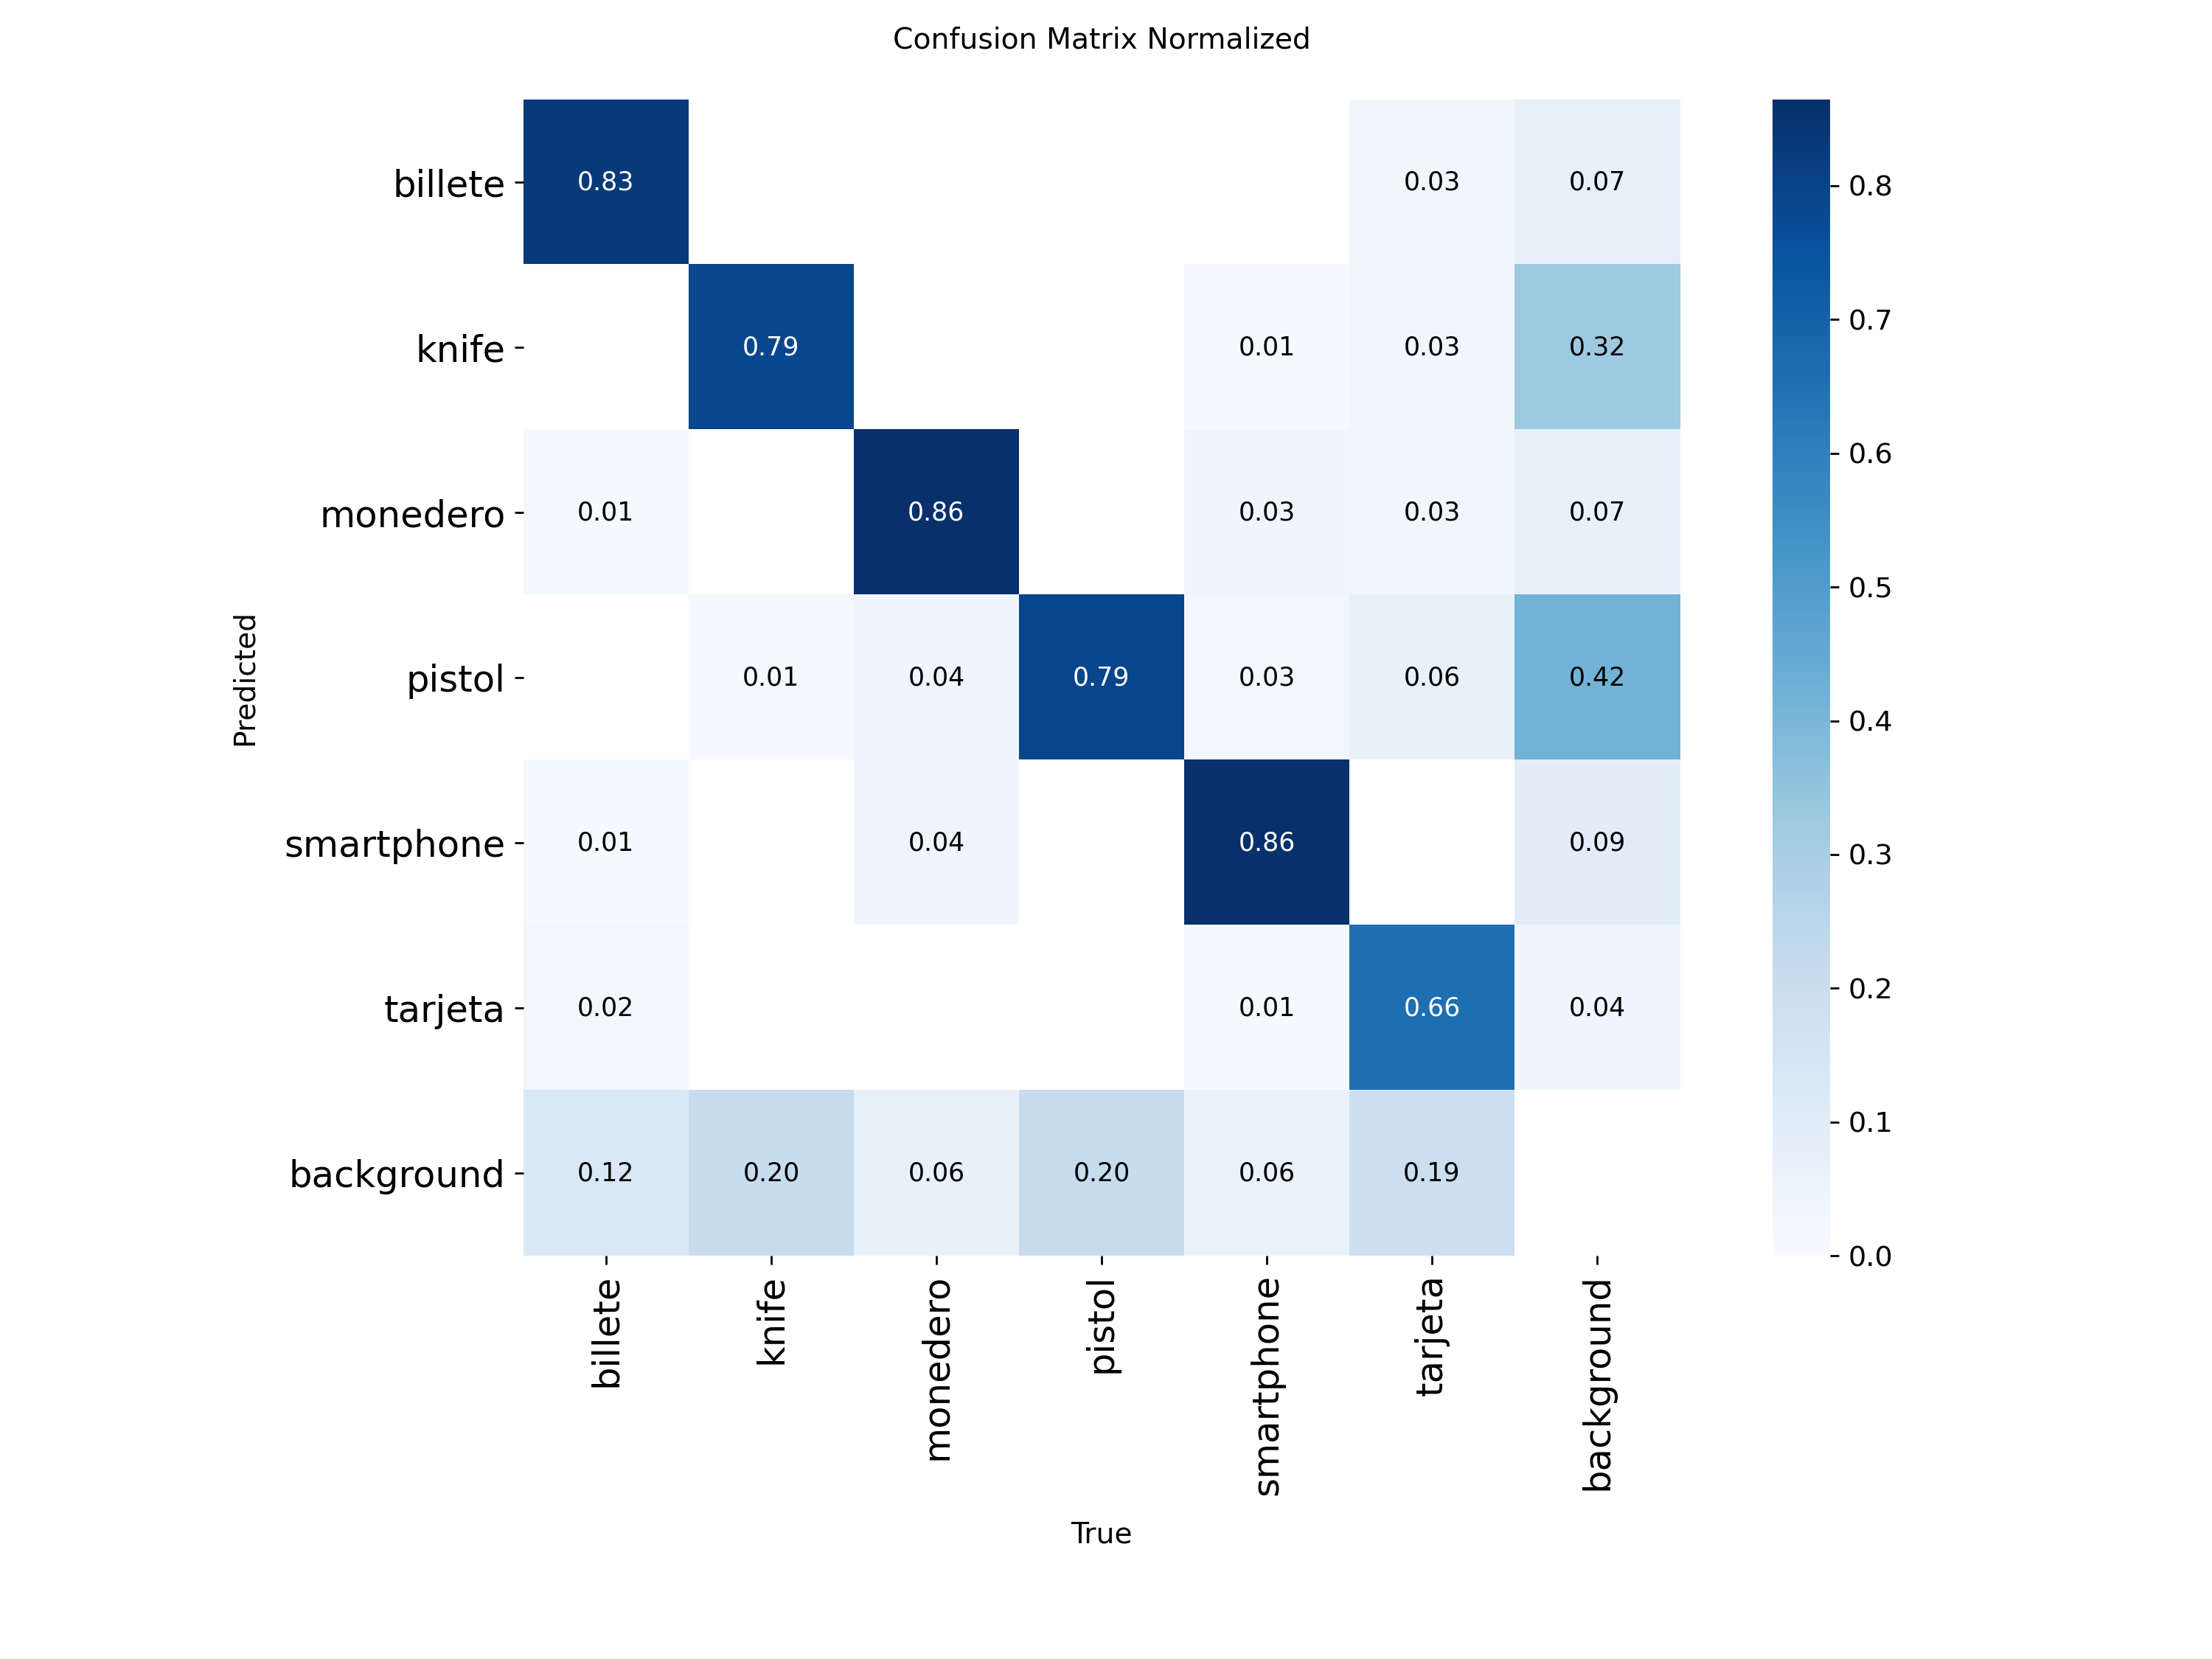 Confusion Matrix Normalized
billete 0.83 0.03 0.07
knife 0.79 0.01 0.03 0.32
monedero 0.01 0.86 0.03 0.03 0.07
pistol 0.01 0.04 0.79 0.03 0.06 0.42
smartphone 0.01 0.04 0.86 0.09
tarjeta 0.02 0.01 0.66 0.04
background 0.12 0.20 0.06 0.20 0.06 0.19
Predicted
billete knife monedero pistol smartphone tarjeta background
True
0.8
0.7
0.6
0.5
0.4
0.3
0.2
0.1
0.0